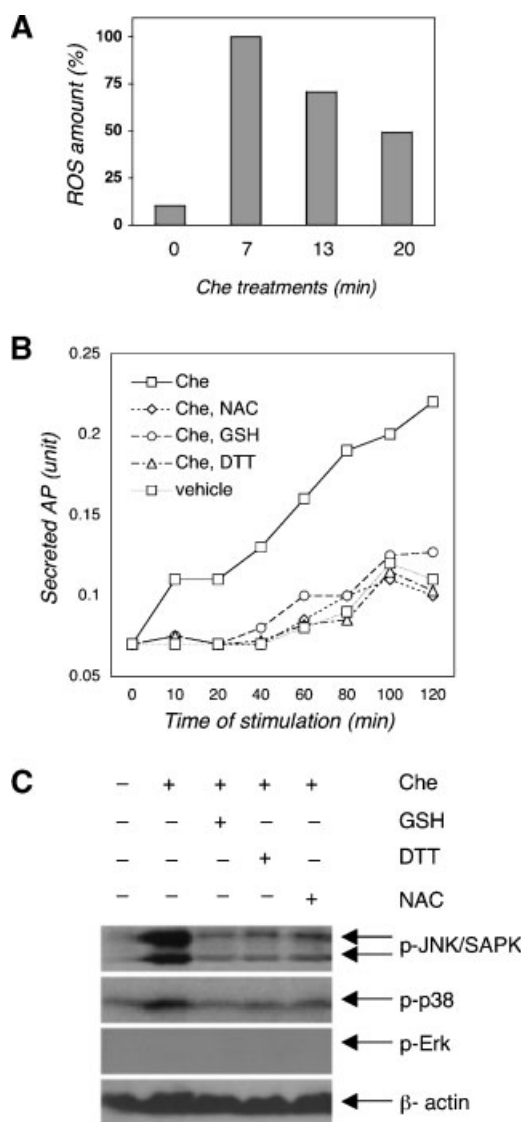 A
ROS amount (%)
100
75
50
25
0
0 7 13 20
Che treatments (min)
B
Secreted AP (unit)
0.25
0.2
0.15
0.1
0.05
Che
Che, NAC
Che, GSH
Che, DTT
vehicle
0 10 20 40 60 80 100 120
Time of stimulation (min)
C
– + + + + Che
– – + – – GSH
– – – + – DTT
– – – – + NAC
p-JNK/SAPK
p-p38
p-Erk
β- actin